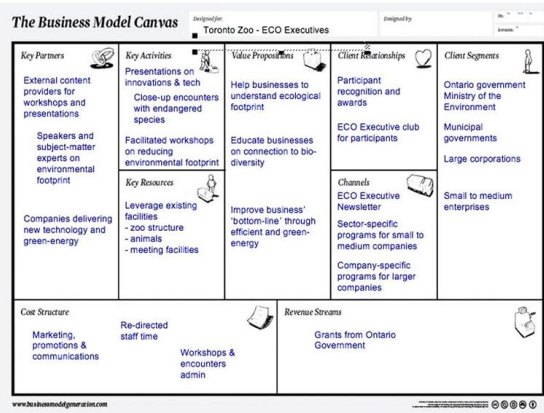 The Business Model Canvas
Designed for:
Toronto Zoo - ECO Executives
Designed by:
Key Partners
External content
providers for
workshops and
presentations
Speakers and
subject-matter
experts on
environmental
footprint
Companies delivering
new technology and
green-energy
Key Activities
Presentations on
innovations & tech
Close-up encounters
with endangered
species
Facilitated workshops
on reducing
environmental footprint
Key Resources
Leverage existing
facilities
- zoo structure
- animals
- meeting facilities
Value Propositions
Help businesses to
understand ecological
footprint
Educate businesses
on connection to bio-
diversity
Improve business'
'bottom-line' through
efficient and green-
energy
Client Relationships
Participant
recognition and
awards
ECO Executive club
for participants
Channels
ECO Executive
Newsletter
Sector-specific
programs for small to
medium companies
Company-specific
programs for larger
companies
Client Segments
Ontario government
Ministry of the
Environment
Municipal
governments
Large corporations
Small to medium
enterprises
Cost Structure
Marketing,
promotions &
communications
Re-directed
staff time
Workshops &
encounters
admin
Revenue Streams
Grants from Ontario
Government
www.businessmodelgeneration.com